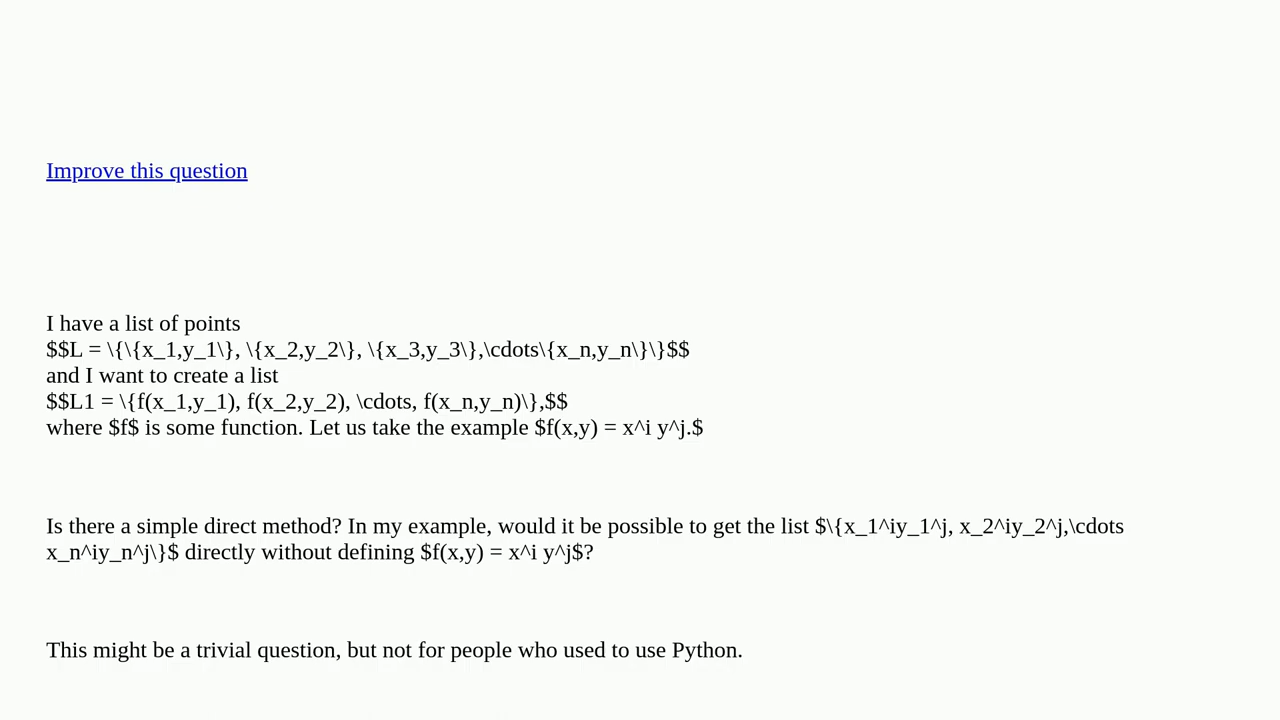 Improve this question
I have a list of points
$$L = \{\{x_1,y_1\}, \{x_2,y_2\}, \{x_3,y_3\},\cdots\{x_n,y_n\}\}$$
and I want to create a list
$$L1 = \{f(x_1,y_1), f(x_2,y_2), \cdots, f(x_n,y_n)\},$$
where $f$ is some function. Let us take the example $f(x,y) = x^i y^j.$
Is there a simple direct method? In my example, would it be possible to get the list $\{x_1^iy_1^j, x_2^iy_2^j,\cdots
x_n^iy_n^j\}$ directly without defining $f(x,y) = x^i y^j$?
This might be a trivial question, but not for people who used to use Python.